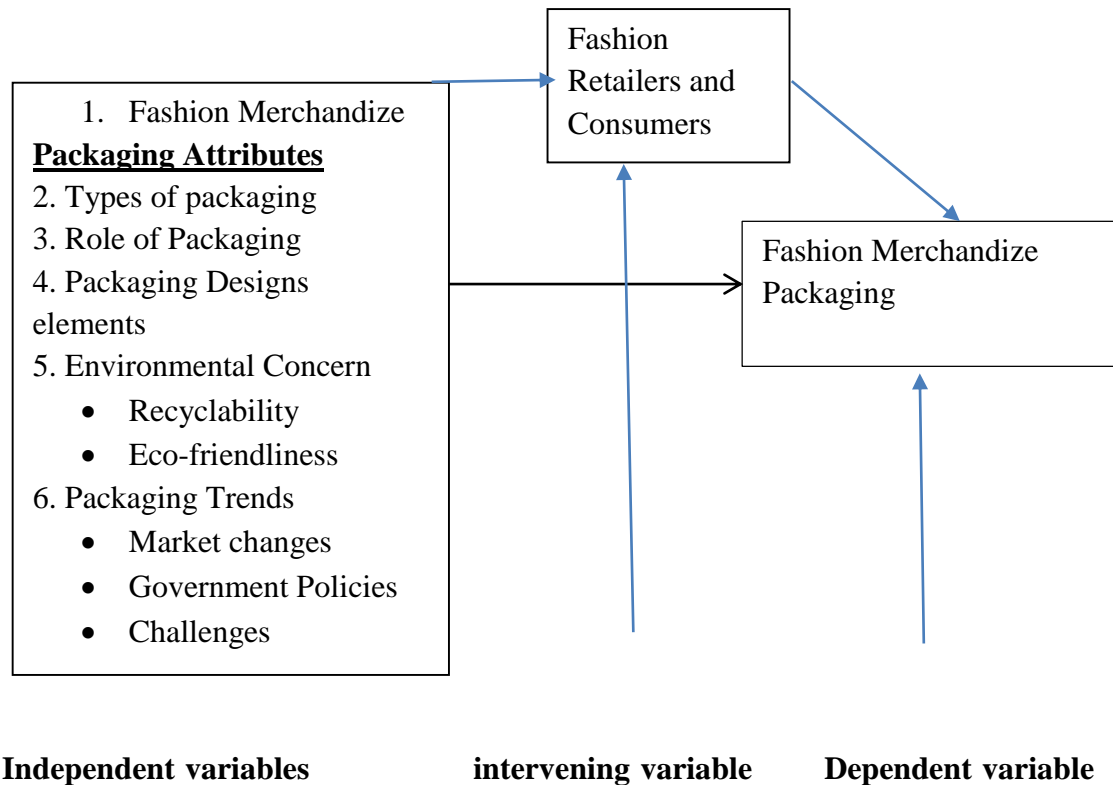 Fashion
Retailers and
Consumers
1. Fashion Merchandize
Packaging Attributes
2. Types of packaging
3. Role of Packaging
4. Packaging Designs
elements
5. Environmental Concern
• Recyclability
• Eco-friendliness
6. Packaging Trends
• Market changes
• Government Policies
• Challenges
Fashion Merchandize
Packaging
Independent variables
intervening variable
Dependent variable